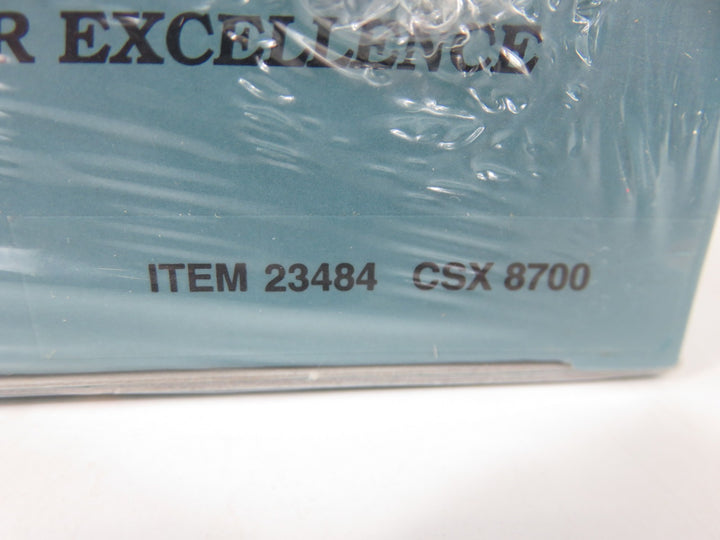 R EXCELLENCE
ITEM 23484 CSX 8700